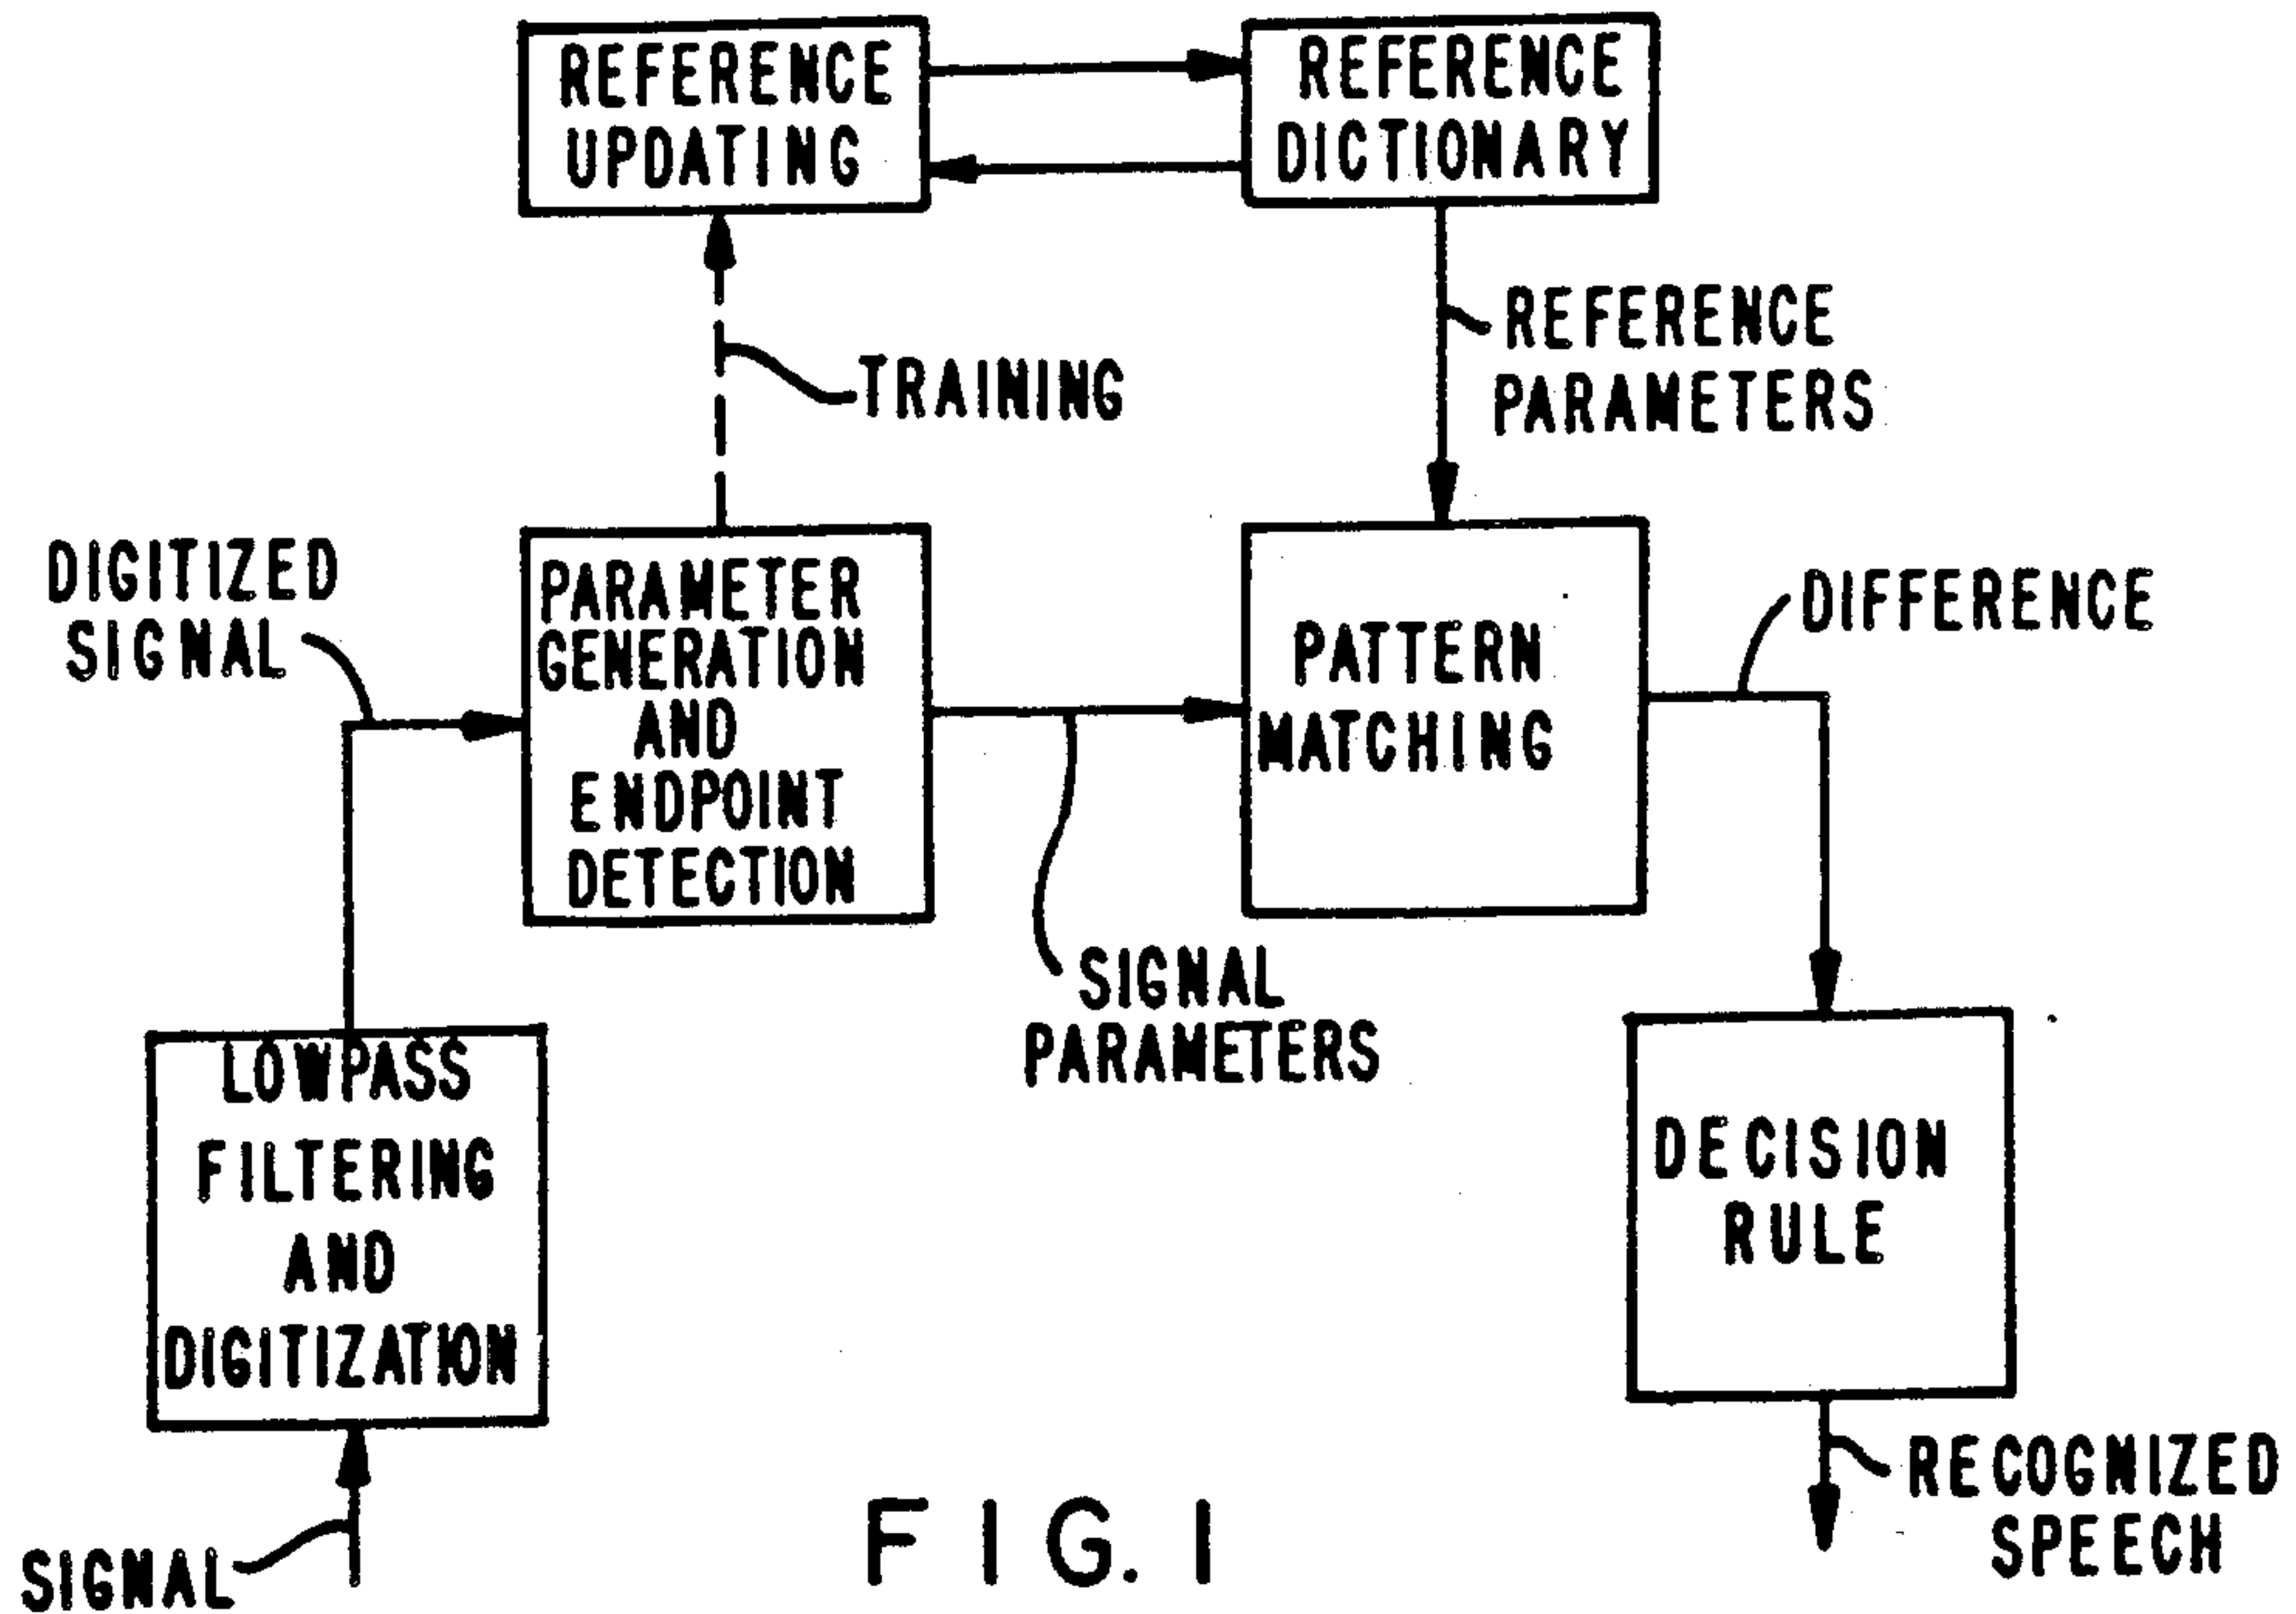 REFERENCE
UPDATING
REFERENCE
DICTIONARY
REFERENCE
PARAMETERS
TRAINING
DIGITIZED
SIGNAL
PARAMETER
GENERATION
AND
ENDPOINT
DETECTION
PATTERN
MATCHING
DIFFERENCE
SIGNAL
PARAMETERS
LOWPASS
FILTERING
AND
DIGITIZATION
DECISION
RULE
SIGNAL
RECOGNIZED
SPEECH
FIG. 1